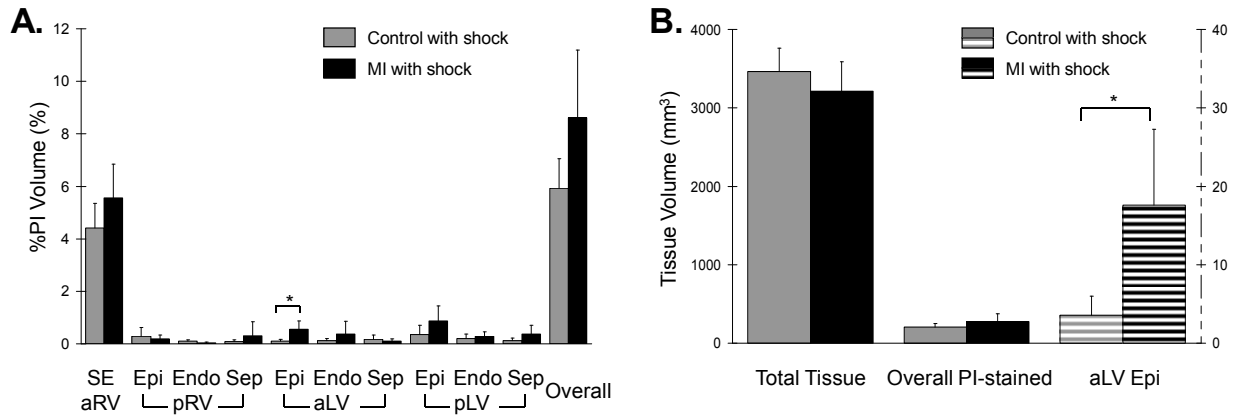 A.
12
10
8
6
4
2
0
%PI Volume (%)
Control with shock
MI with shock
*
SE Epi Endo Sep Epi Endo Sep Epi Endo Sep Overall
aRV pRV aLV pLV
B.
4000
3000
2000
1000
0
Tissue Volume (mm³)
Control with shock
MI with shock
*
40
30
20
10
0
Total Tissue Overall PI-stained aLV Epi